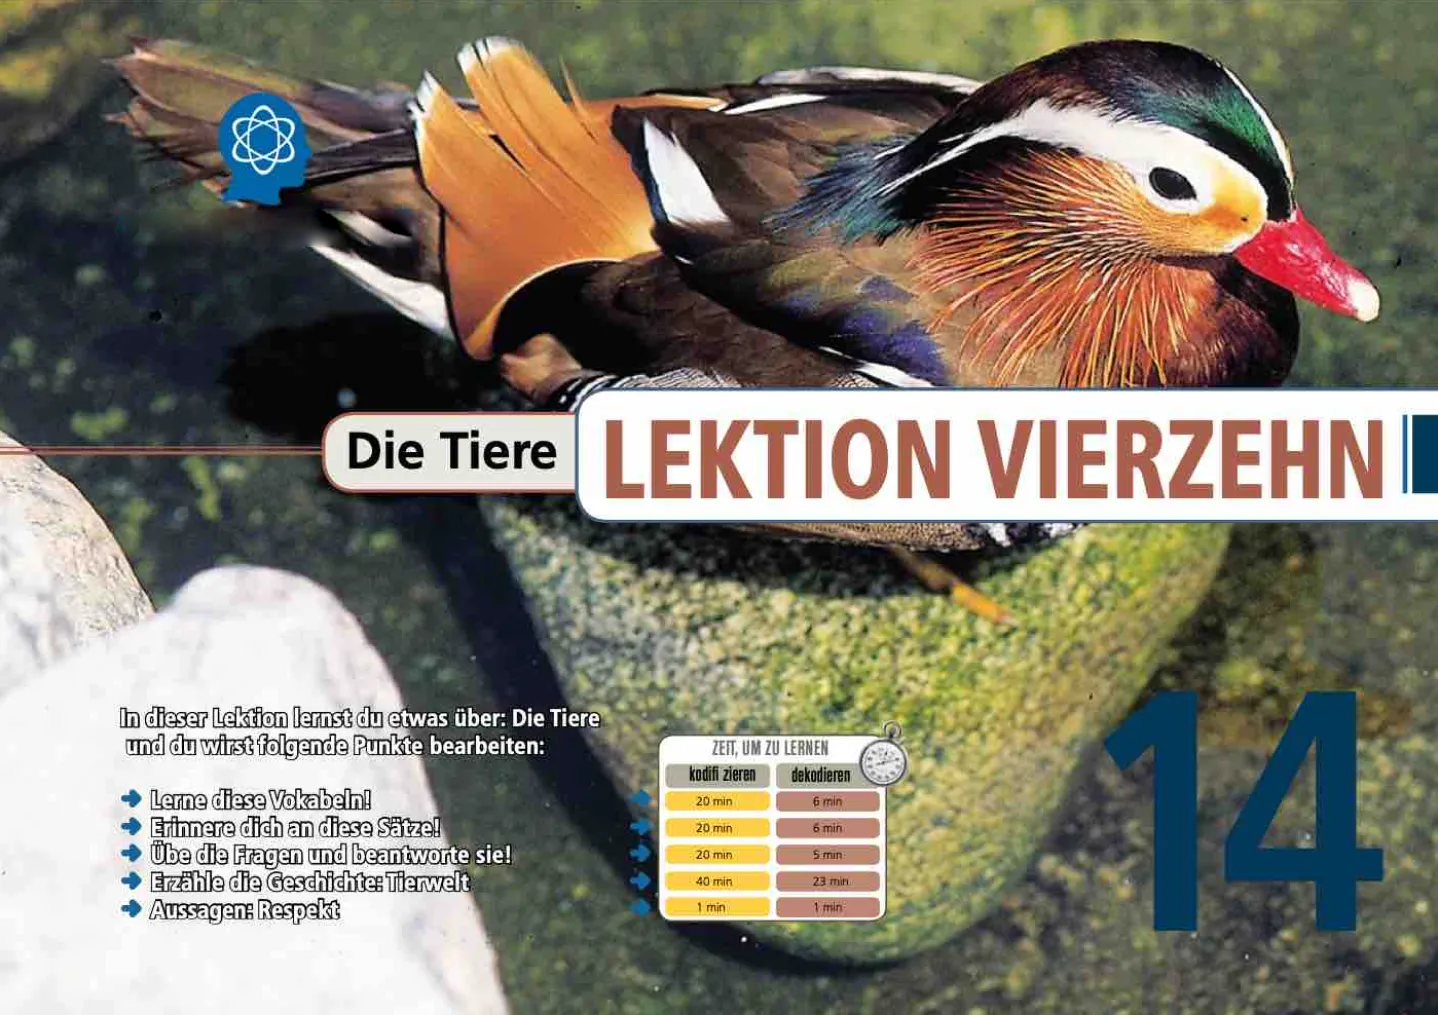 Die Tiere
LEKTION VIERZEHN
In dieser Lektion lernst du etwas über: Die Tiere
und du wirst folgende Punkte bearbeiten:
Lerne diese Vokabeln!
Erinnere dich an diese Sätze!
Übe die Fragen und beantworte sie!
Erzähle die Geschichte: Tierwelt
Aussagen: Respekt
ZEIT, UM ZU LERNEN
kodifi zieren dekodieren
20 min 6 min
20 min 6 min
20 min 5 min
40 min 23 min
1 min 1 min
14